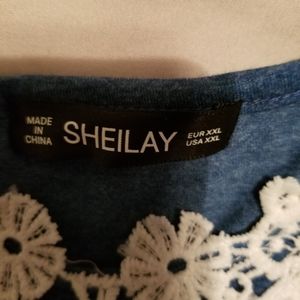 MADE
IN
CHINA
SHEILAY
EUR XXL
USA XXL